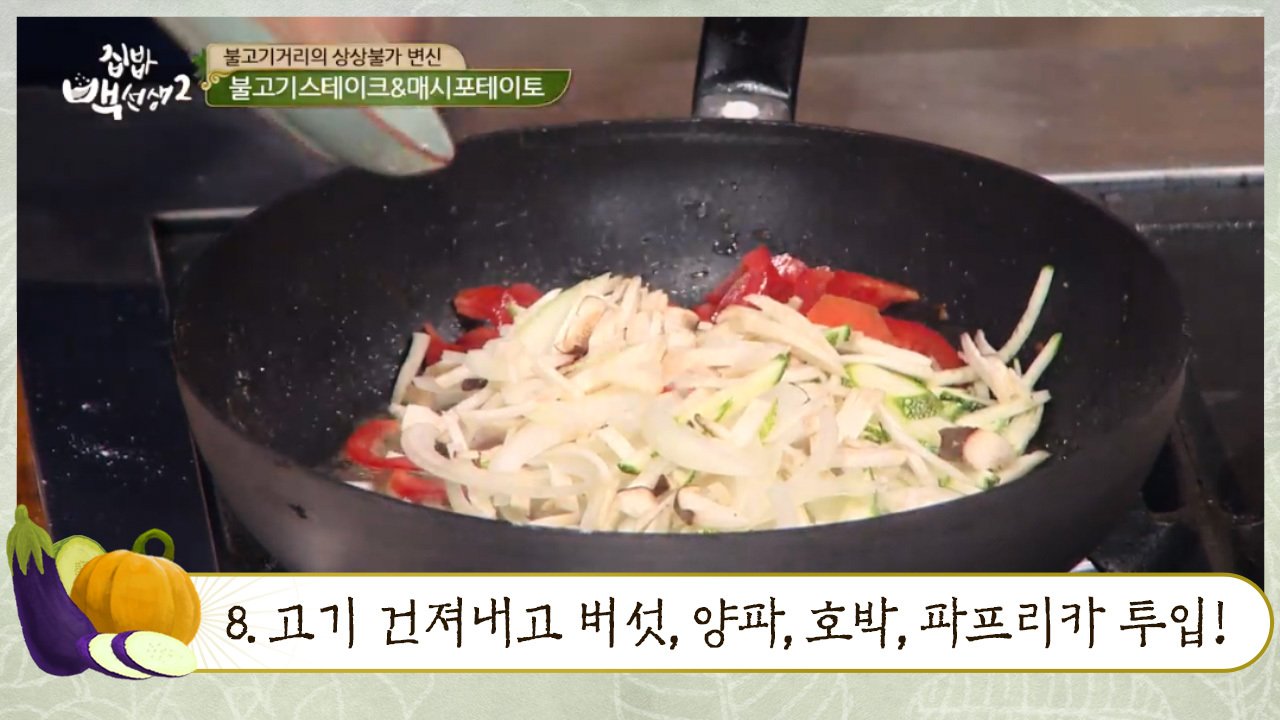 집밥
백선생2
불고기거리의 상상불가 변신
불고기스테이크&매시포테이토
8. 고기 건져내고 버섯, 양파, 호박, 파프리카 투입!